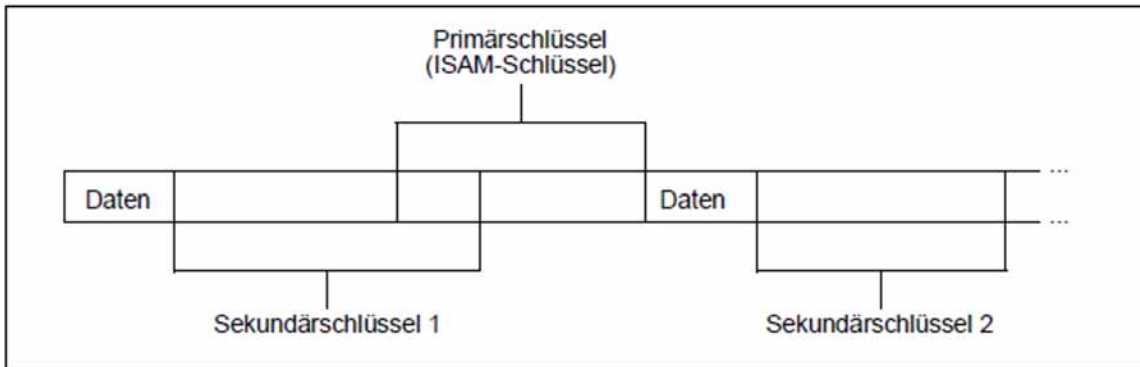 Primärschlüssel
(ISAM-Schlüssel)
...
Daten
Daten
...
Sekundärschlüssel 1
Sekundärschlüssel 2